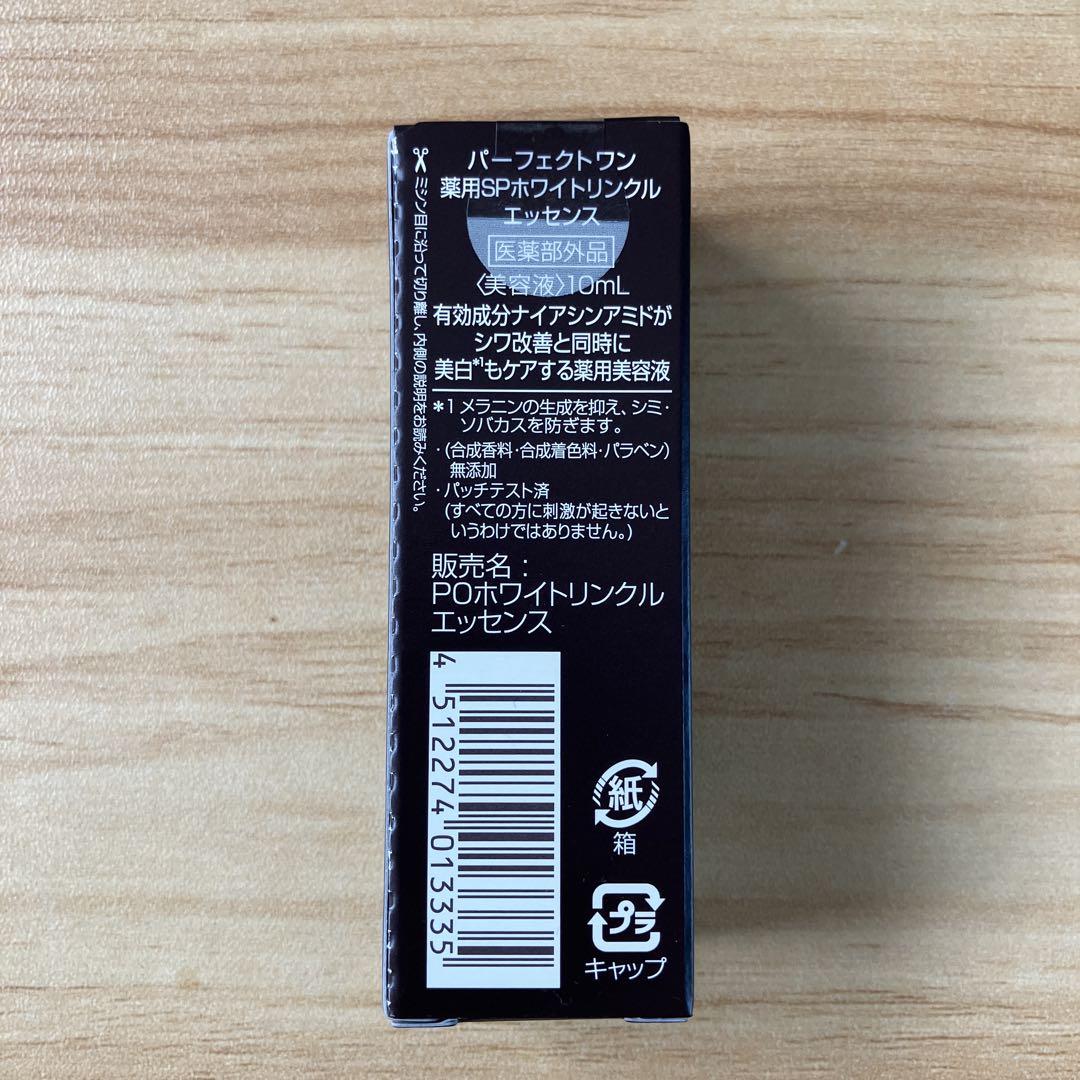 パーフェクトワン
薬用SPホワイトリンクル
エッセンス
医薬部外品
〈美容液〉10mL
有効成分ナイアシンアミドが
シワ改善と同時に
美白*1もケアする薬用美容液
*1 メラニンの生成を抑え、シミ・
ソバカスを防ぎます。
・(合成香料・合成着色料・パラベン)
無添加
・パッチテスト済
(すべての方に刺激が起きないと
いうわけではありません。)
販売名：
POホワイトリンクル
エッセンス
4 512274 013335
紙
箱
プラ
キャップ
ミシン目に沿って切り離し、内側の説明をお読みください。